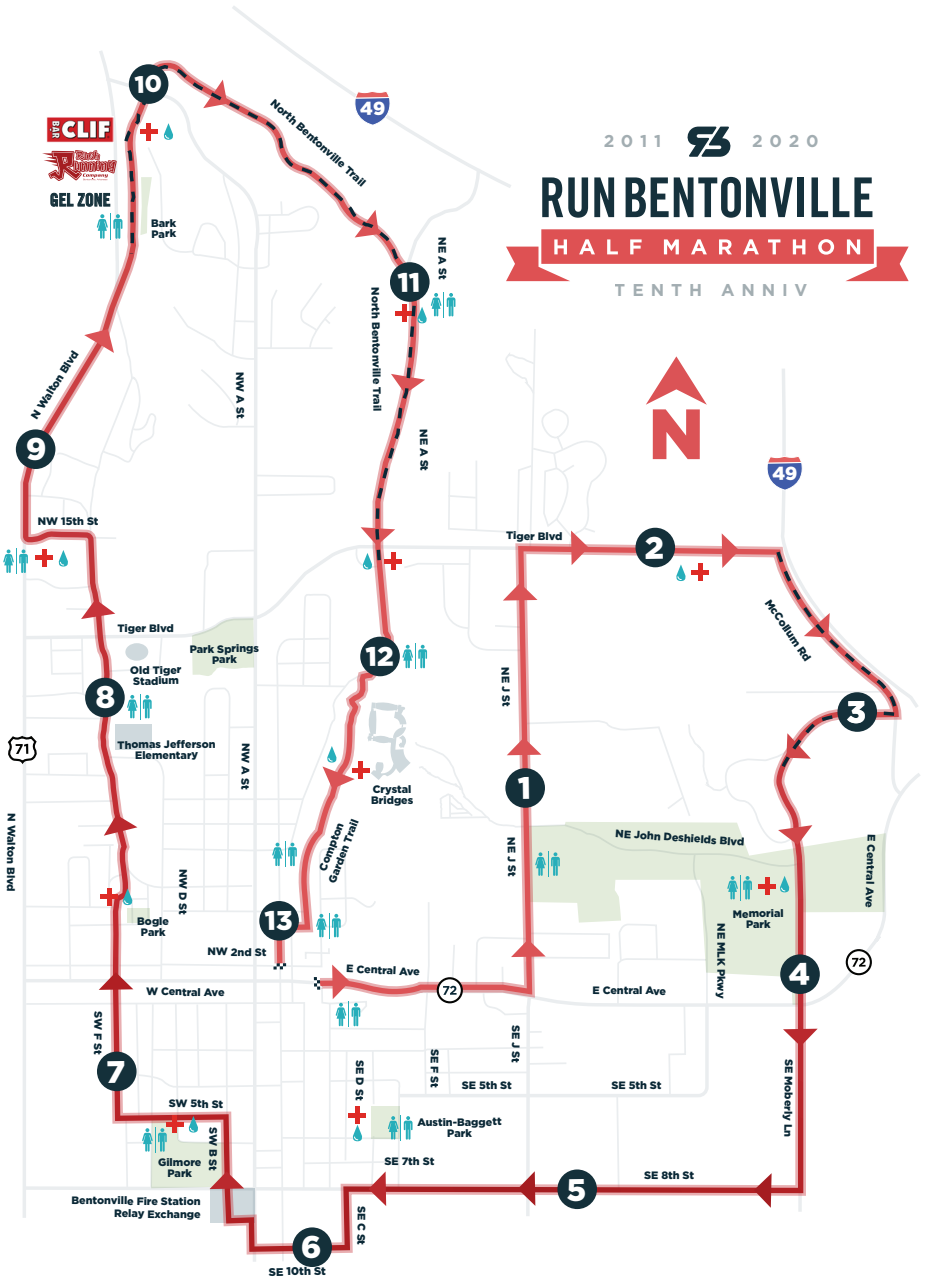 10
49
North Bentonville Trail
2011
2020
RUN BENTONVILLE
HALF MARATHON
TENTH ANNIV
CLIF
BAR
Rush
Running
Company
GEL ZONE
Bark
Park
NE A St
11
North Bentonville Trail
N Walton Blvd
NW A St
N
NE A St
9
49
NW 15th St
Tiger Blvd
2
McCollum Rd
Tiger Blvd
Park Springs
Park
12
Old Tiger
Stadium
8
NE J St
3
71
Thomas Jefferson
Elementary
NW A St
Crystal
Bridges
1
N Walton Blvd
Compton
Garden Trail
NE J St
NE John Deshields Blvd
E Central Ave
NW D St
Bogle
Park
13
Memorial
Park
NW 2nd St
NE MLK Pkwy
72
E Central Ave
4
W Central Ave
72
E Central Ave
SW F St
7
SE J St
SE F St
SE D St
SE 5th St
SE 5th St
SE Moberly Ln
SW 5th St
Austin-Baggett
Park
SW B St
Gilmore
Park
SE 7th St
SE 8th St
5
Bentonville Fire Station
Relay Exchange
SE C St
6
SE 10th St